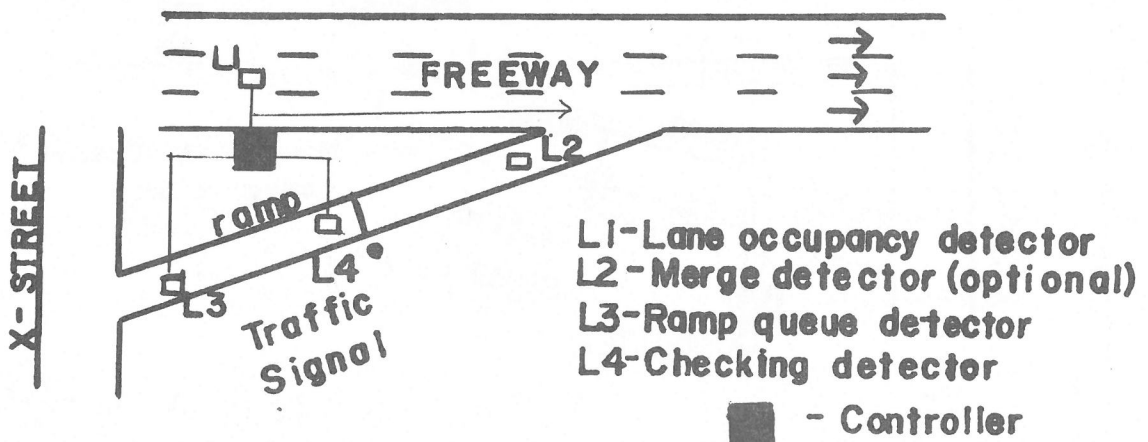 L1
FREEWAY
L2
ramp
X-STREET
L3
L4
Traffic
Signal
L1-Lane occupancy detector
L2-Merge detector (optional)
L3-Ramp queue detector
L4-Checking detector
- Controller